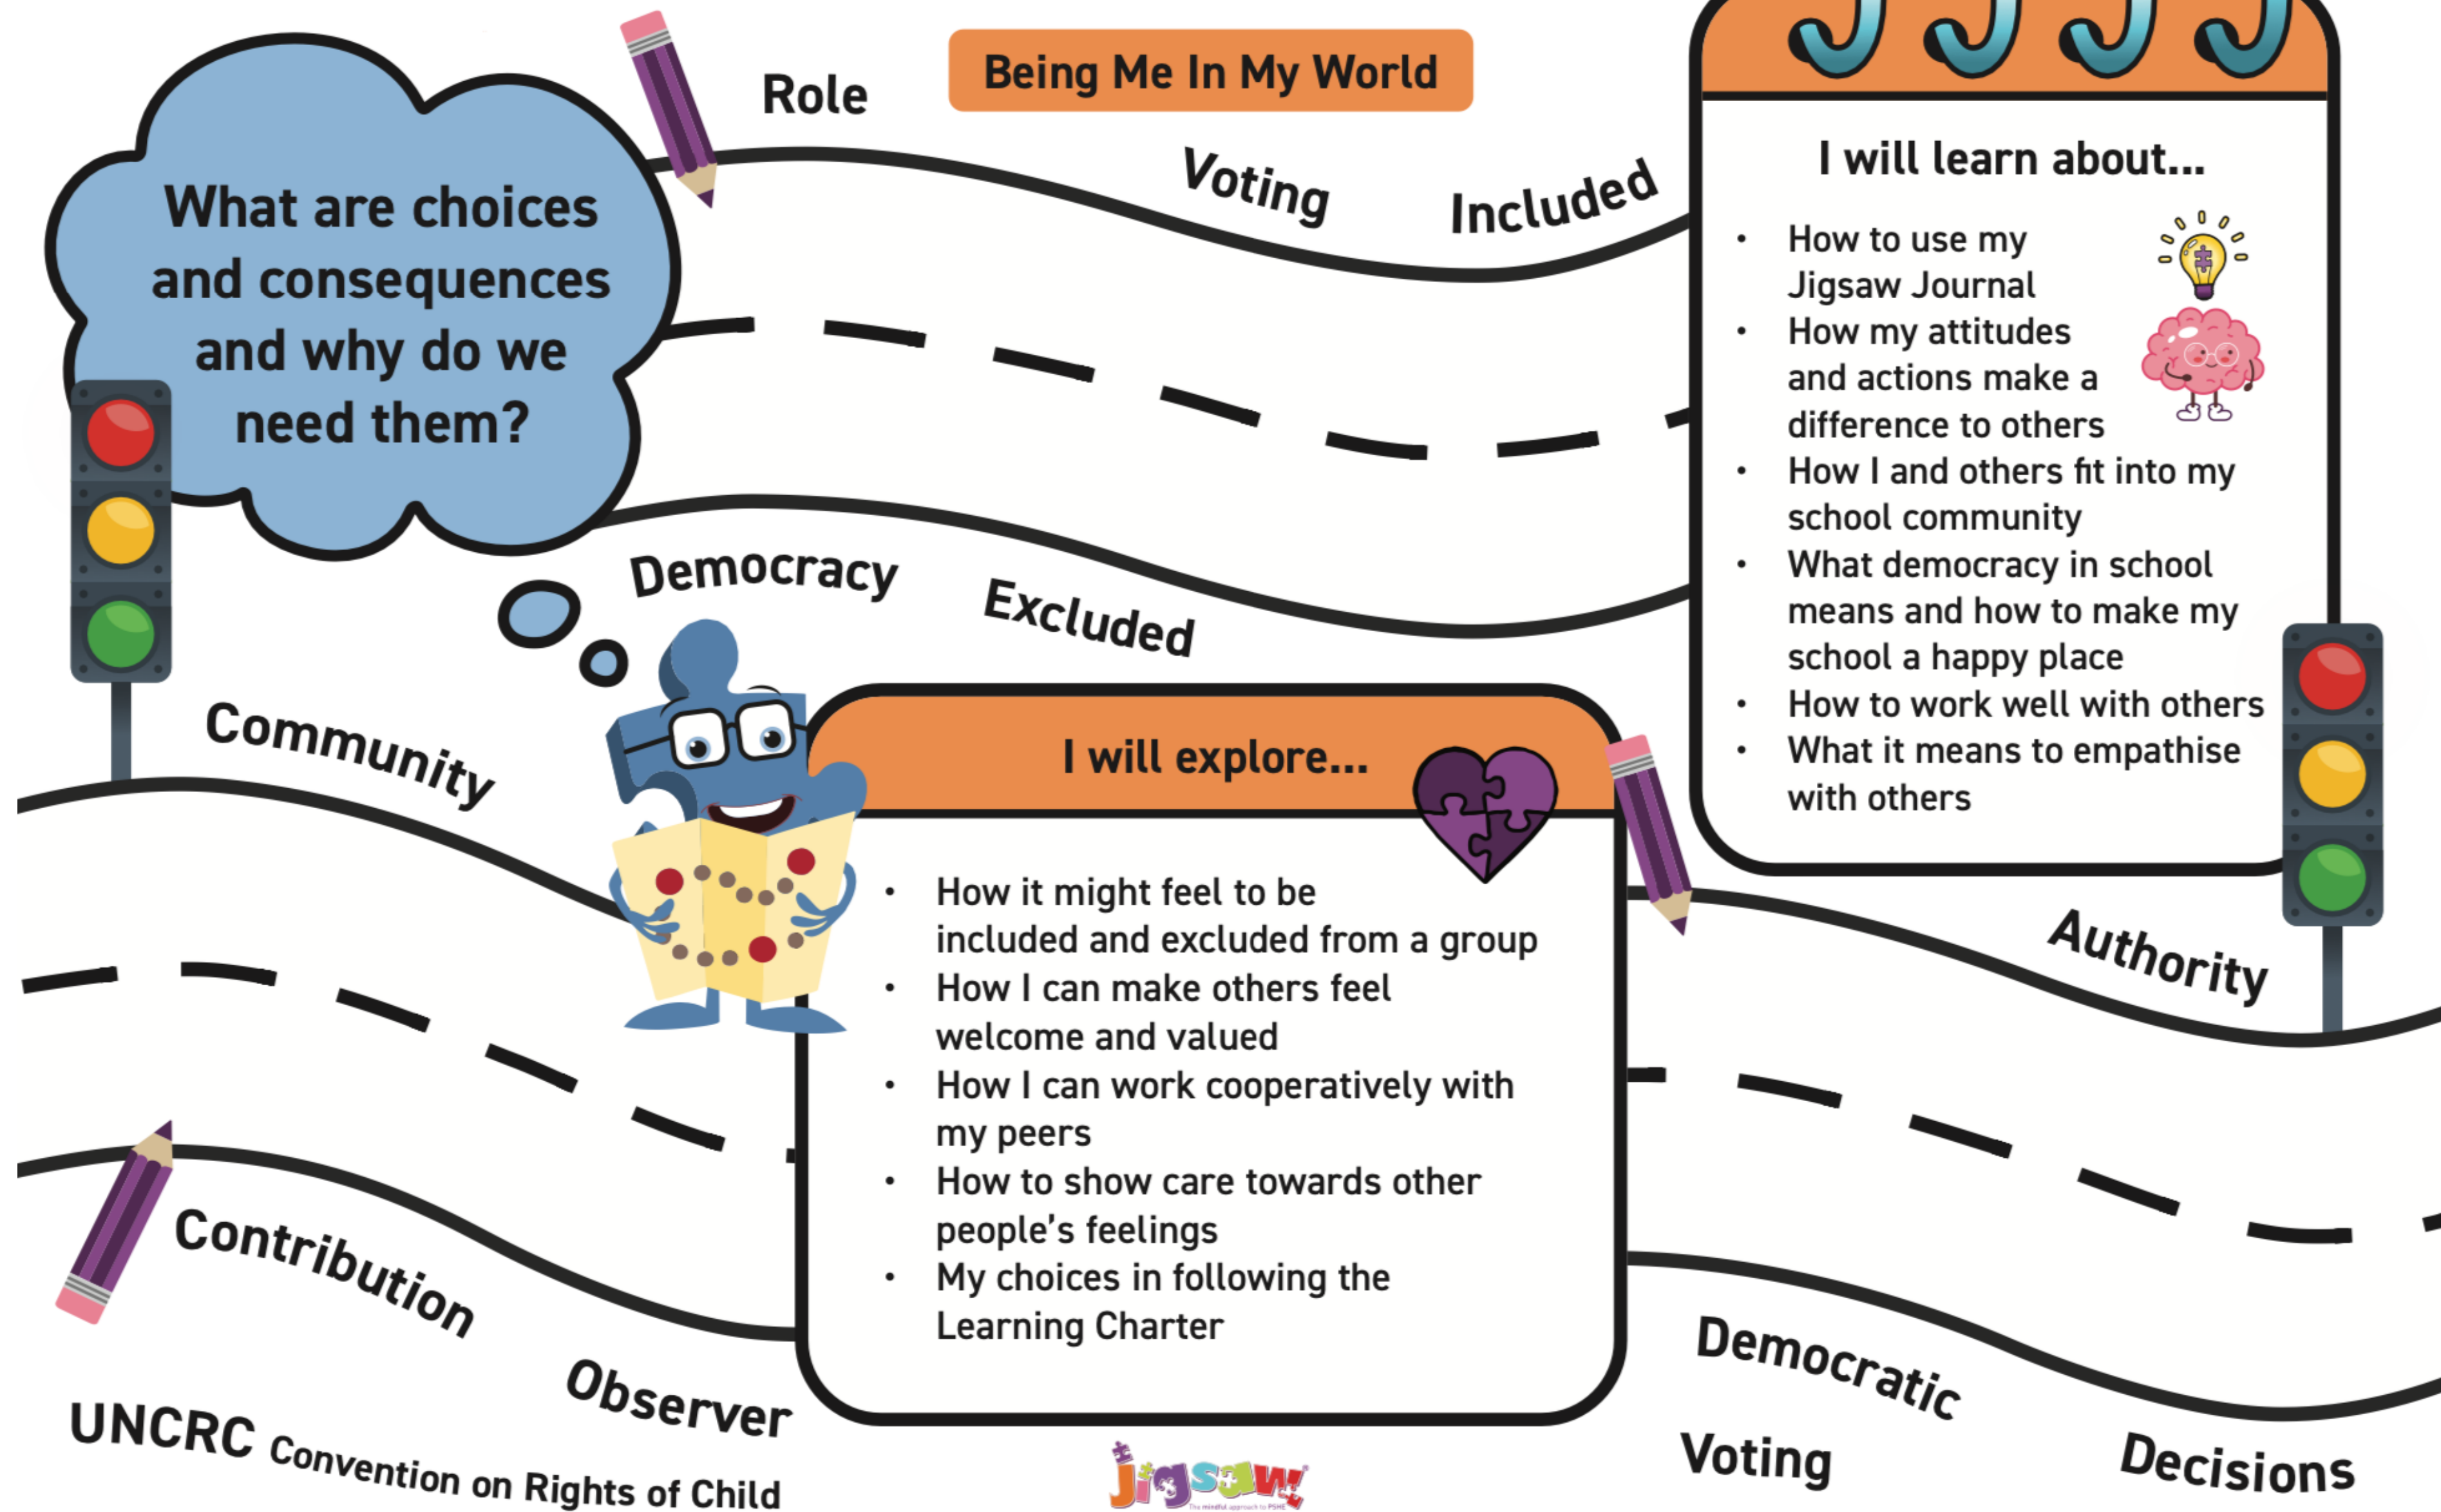 Being Me In My World
What are choices
and consequences
and why do we
need them?
Role
Voting
Included
Democracy
Excluded
Community
I will learn about...
• How to use my
Jigsaw Journal
• How my attitudes
and actions make a
difference to others
• How I and others fit into my
school community
• What democracy in school
means and how to make my
school a happy place
• How to work well with others
• What it means to empathise
with others
I will explore...
• How it might feel to be
included and excluded from a group
• How I can make others feel
welcome and valued
• How I can work cooperatively with
my peers
• How to show care towards other
people's feelings
• My choices in following the
Learning Charter
Authority
Contribution
Observer
UNCRC Convention on Rights of Child
Democratic
Voting
Decisions
jigsaw
The mindful approach to PSHE